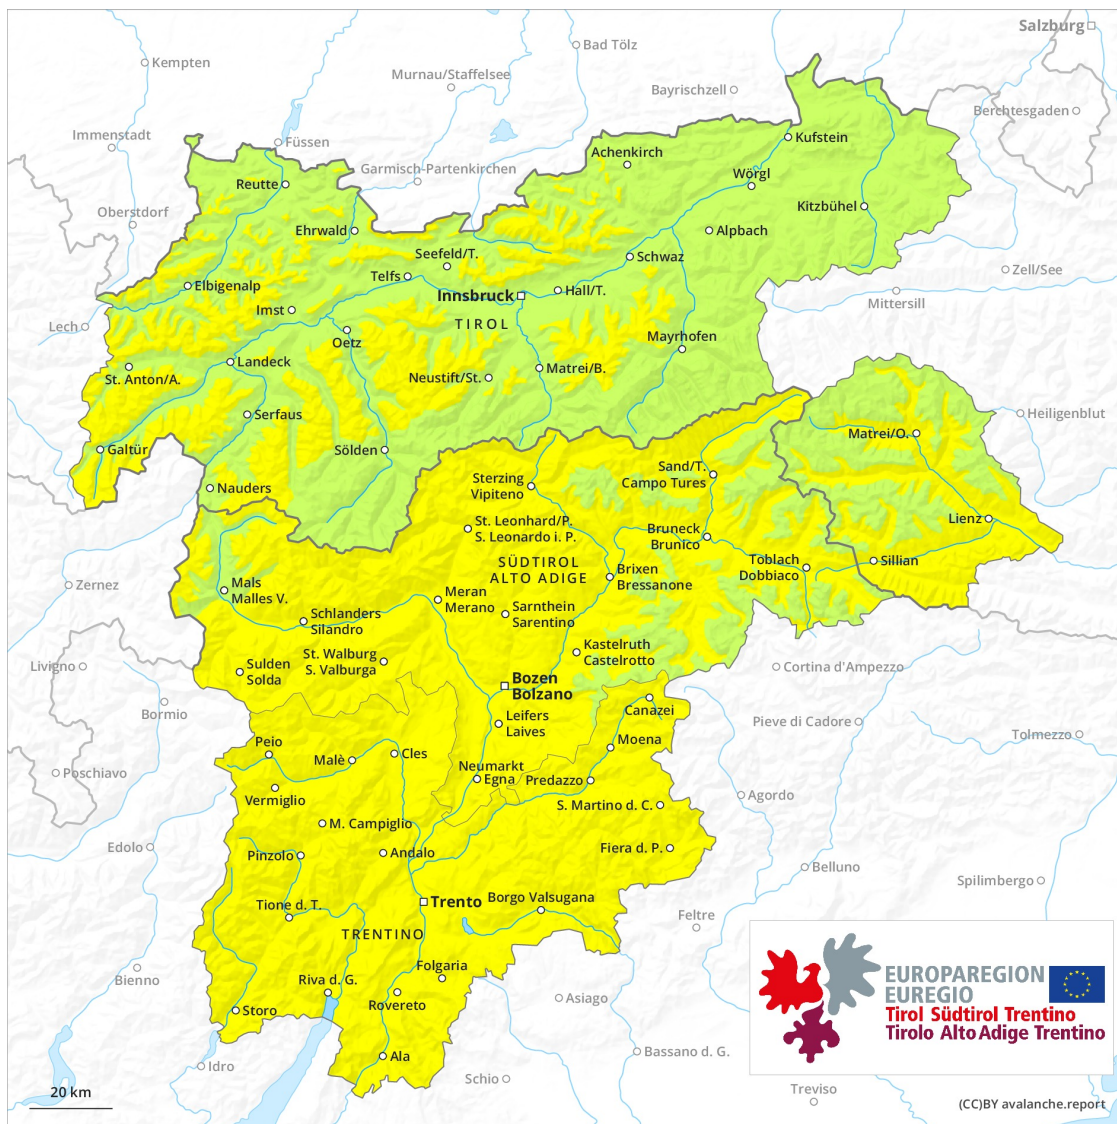 Salzburg
Bad Tölz
Kempten
Murnau/Staffelsee
Bayrischzell
Berchtesgaden
Immenstadt
Füssen
Kufstein
Achenkirch
Garmisch-Partenkirchen
Wörgl
Reutte
Kitzbühel
Oberstdorf
Ehrwald
Alpbach
Seefeld/T.
Schwaz
Telfs
Zell/See
Elbigenalp
Hall/T.
Innsbruck
Mittersill
Imst
TIROL
Lech
Oetz
Mayrhofen
Landeck
Matrei/B.
St. Anton/A.
Neustift/St.
Serfaus
Heiligenblut
Matrei/O.
Galtür
Sölden
Sand/T.
Campo Tures
Sterzing
Vipiteno
Nauders
Lienz
St. Leonhard/P.
S. Leonardo i. P.
Bruneck
Brunico
SÜDTIROL
ALTO ADIGE
Toblach
Dobbiaco
Sillian
Brixen
Bressanone
Zernez
Mals
Malles V.
Meran
Merano
Sarnthein
Sarentino
Schlanders
Silandro
Kastelruth
Castelrotto
St. Walburg
S. Valburga
Livigno
Sulden
Solda
Cortina d'Ampezzo
Bozen
Bolzano
Bormio
Canazei
Leifers
Laives
Pieve di Cadore
Tolmezzo
Moena
Peio
Cles
Malè
Poschiavo
Neumarkt
Egna
Predazzo
Vermiglio
Agordo
S. Martino d. C.
M. Campiglio
Edolo
Pinzolo
Andalo
Fiera d. P.
Belluno
Spilimbergo
Trento
Borgo Valsugana
Tione d. T.
Feltre
TRENTINO
Bienno
Folgaria
Riva d. G.
Rovereto
Asiago
Storo
EUROPAREGION
EUREGIO
Tirol Südtirol Trentino
Tirolo Alto Adige Trentino
Ala
Bassano d. G.
Idro
Schio
Treviso
20 km
(CC)BY avalanche.report